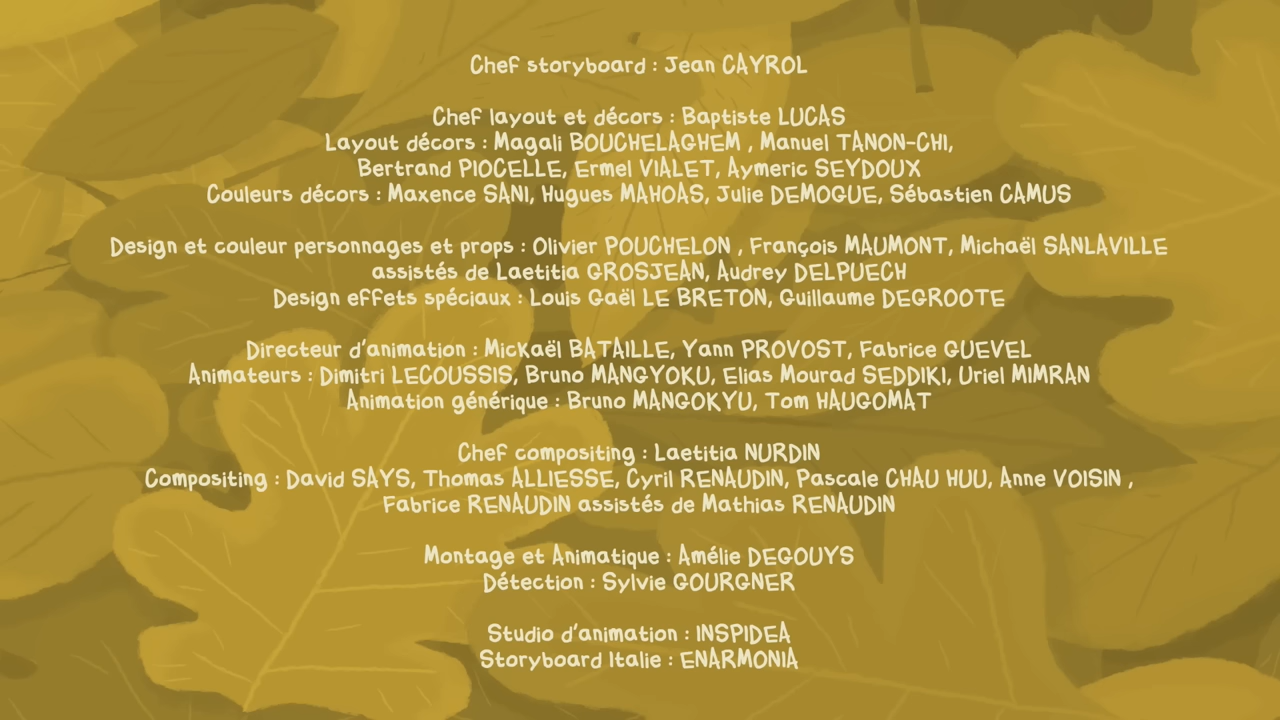 Chef storyboard : Jean CAYROL
Chef layout et décors : Baptiste LUCAS
Layout décors : Magali BOUCHELAGHEM , Manuel TANON-CHI,
Bertrand PIOCELLE, Ermel VIALET, Aymeric SEYDOUX
Couleurs décors : Maxence SANI, Hugues MAHOAS, Julie DEMOGUE, Sébastien CAMUS
Design et couleur personnages et props : Olivier POUCHELON , François MAUMONT, Michaël SANLAVILLE
assistés de Laetitia GROSJEAN, Audrey DELPUECH
Design effets spéciaux : Louis Gaël LE BRETON, Guillaume DEGROOTE
Directeur d'animation : Mickaël BATAILLE, Yann PROVOST, Fabrice GUEVEL
Animateurs : Dimitri LECOUSSIS, Bruno MANGYOKU, Elias Mourad SEDDIKI, Uriel MIMRAN
Animation générique : Bruno MANGOKYU, Tom HAUGOMAT
Chef compositing : Laetitia NURDIN
Compositing : David SAYS, Thomas ALLIESSE, Cyril RENAUDIN, Pascale CHAU HUU, Anne VOISIN ,
Fabrice RENAUDIN assistés de Mathias RENAUDIN
Montage et Animatique : Amélie DEGOUYS
Détection : Sylvie GOURGNER
Studio d'animation : INSPIDEA
Storyboard Italie : ENARMONIA